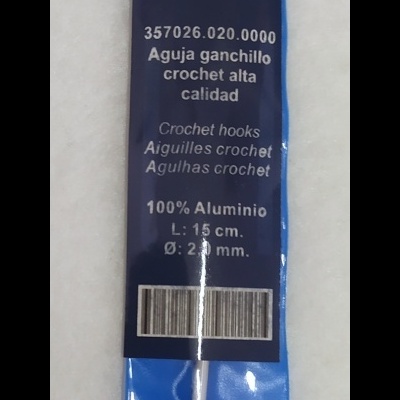 357026.020.0000
Aguja ganchillo
crochet alta
calidad
Crochet hooks
Aiguilles crochet
Agulhas crochet
100% Aluminio
L: 15 cm.
Ø: 2,0 mm.